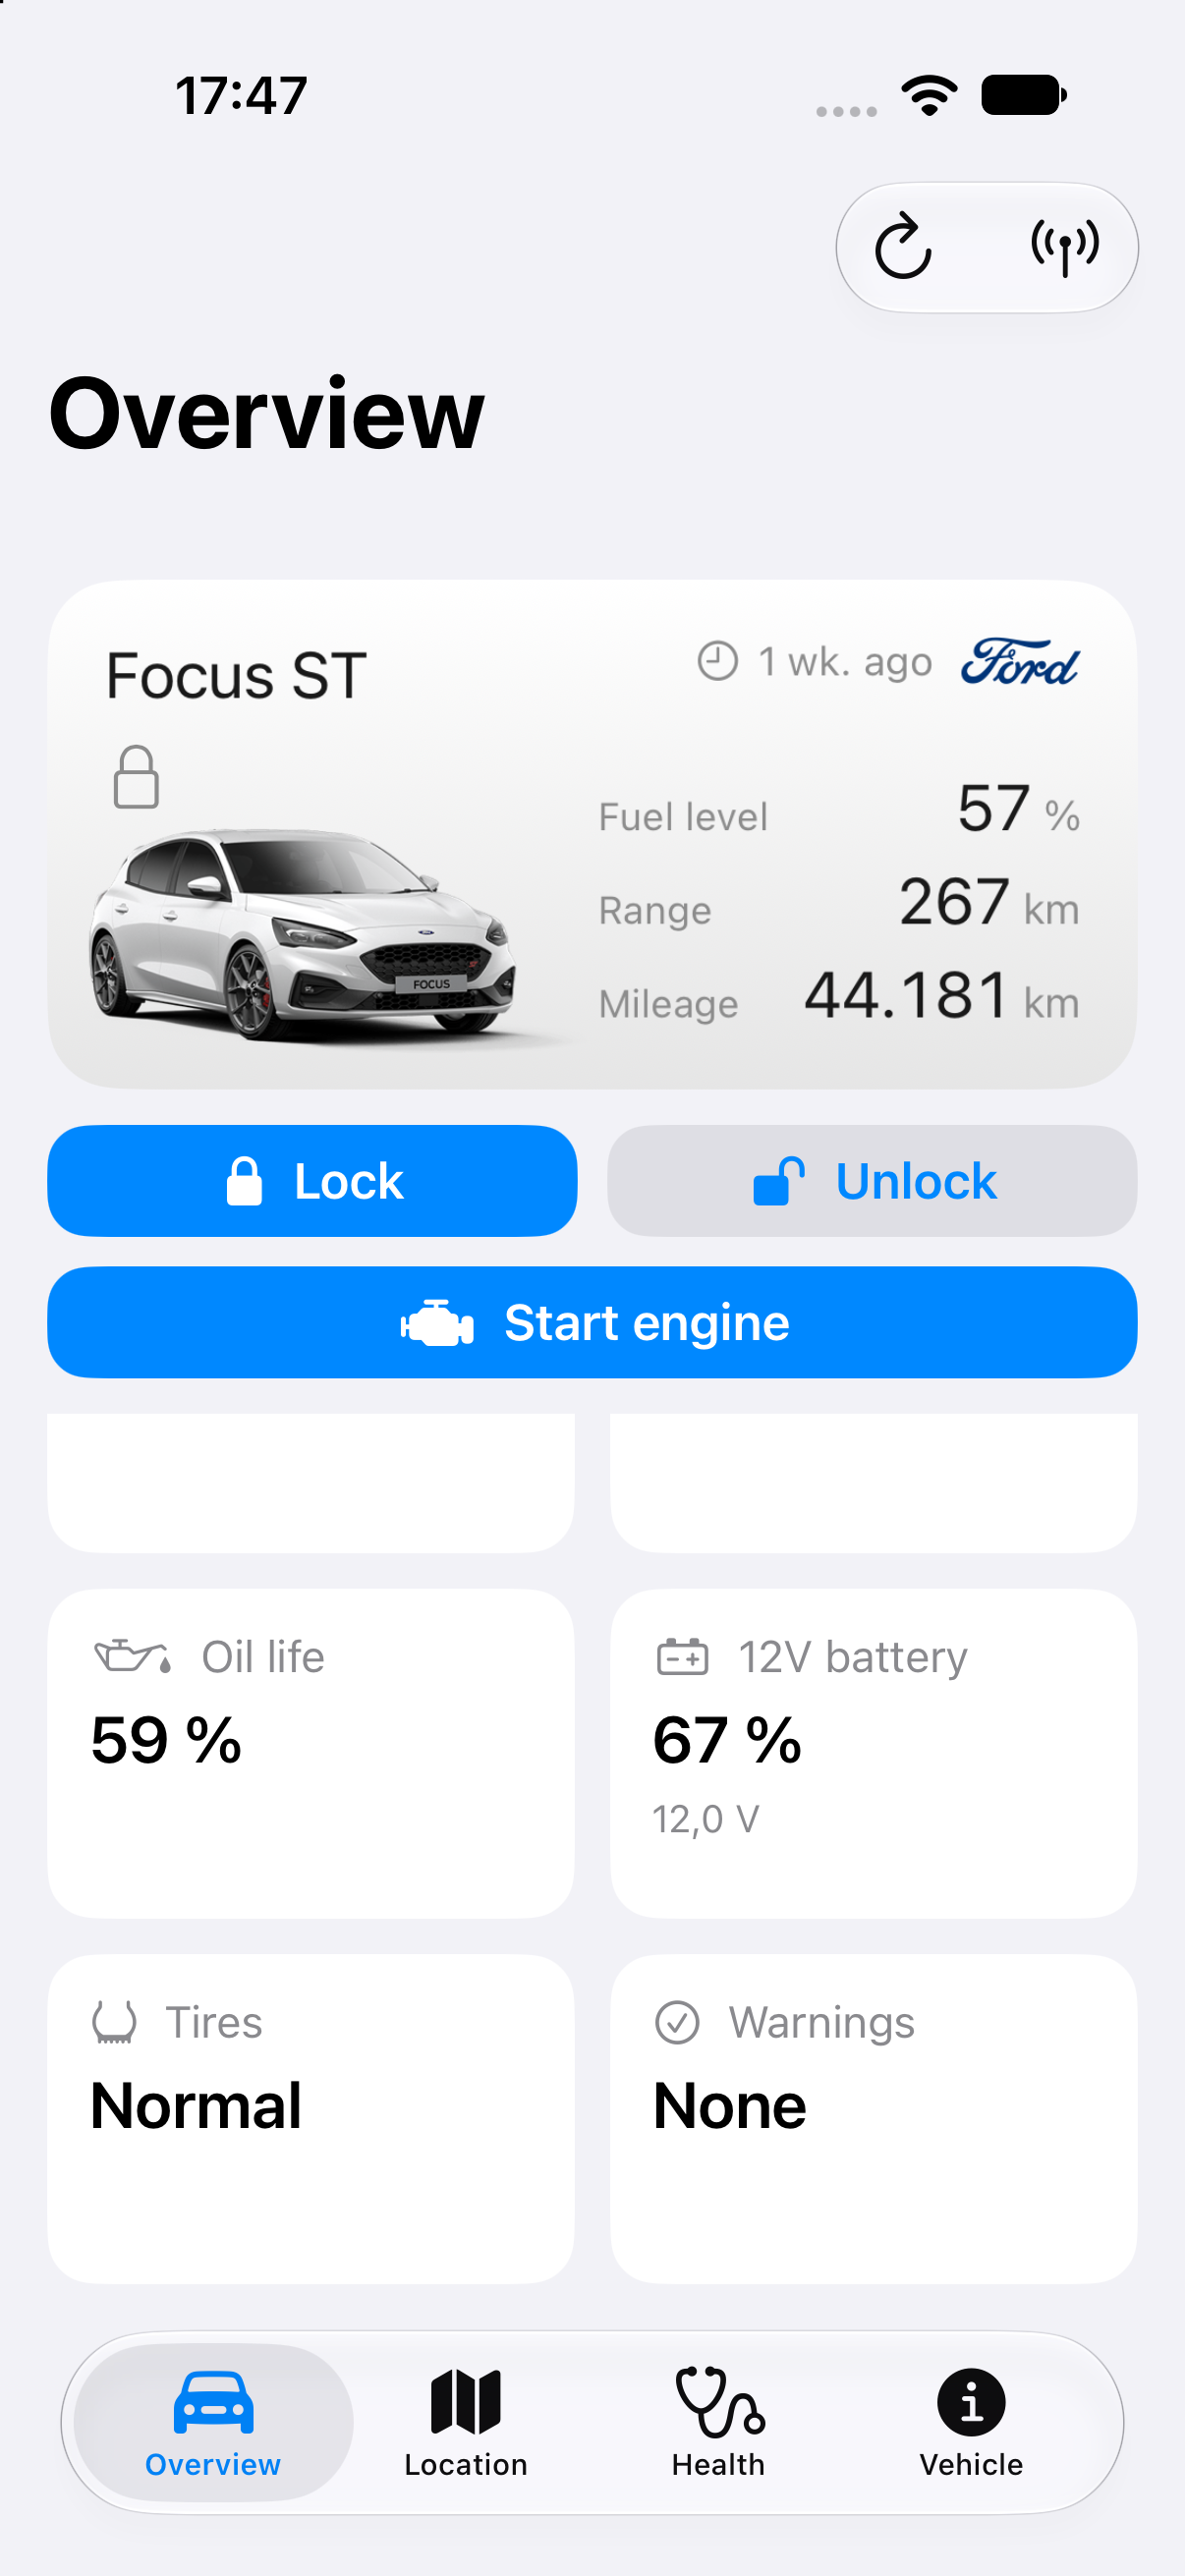 17:47
Overview
Focus ST
1 wk. ago
Ford
Fuel level 57 %
Range 267 km
Mileage 44.181 km
FOCUS
Lock
Unlock
Start engine
Oil life
59 %
12V battery
67 %
12,0 V
Tires
Normal
Warnings
None
Overview
Location
Health
Vehicle